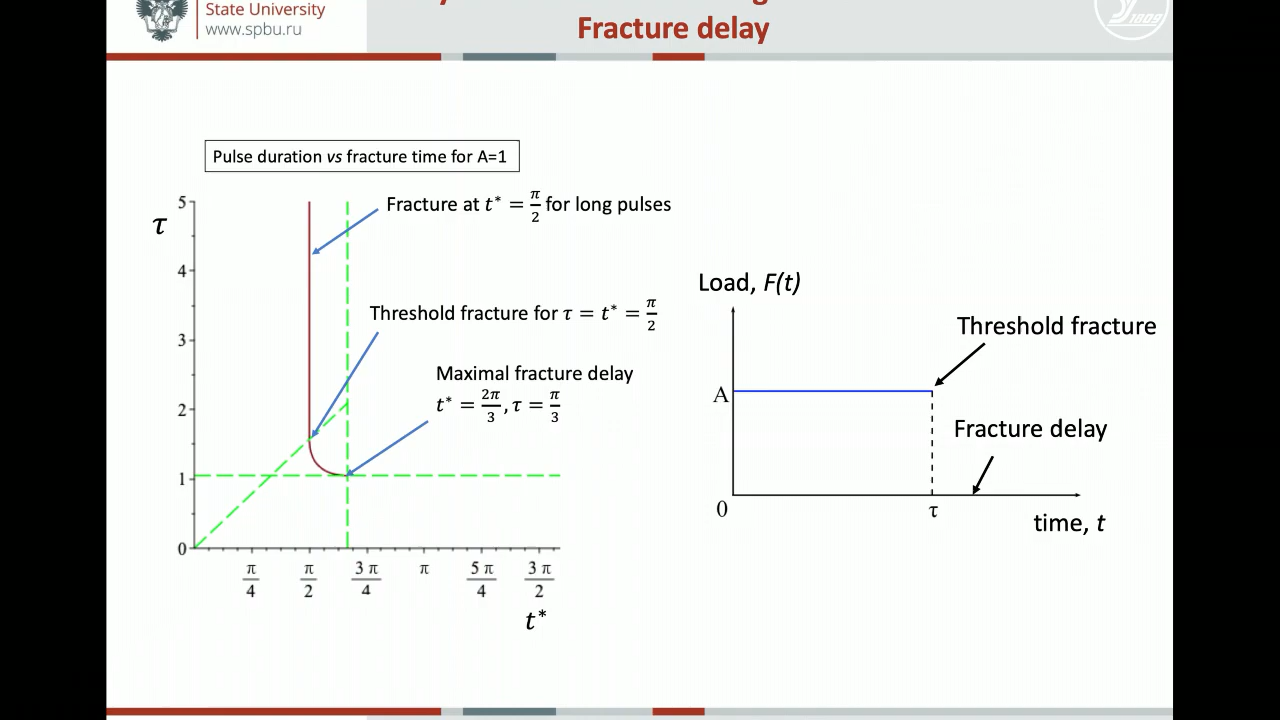 State University
www.spbu.ru
Fracture delay
1809
Pulse duration vs fracture time for A=1
τ
5
4
3
2
1
0
π/4
π/2
3π/4
π
5π/4
3π/2
t*
Fracture at t* = π/2 for long pulses
Threshold fracture for τ = t* = π/2
Maximal fracture delay
t* = 2π/3, τ = π/3
Load, F(t)
Threshold fracture
A
Fracture delay
0
τ
time, t